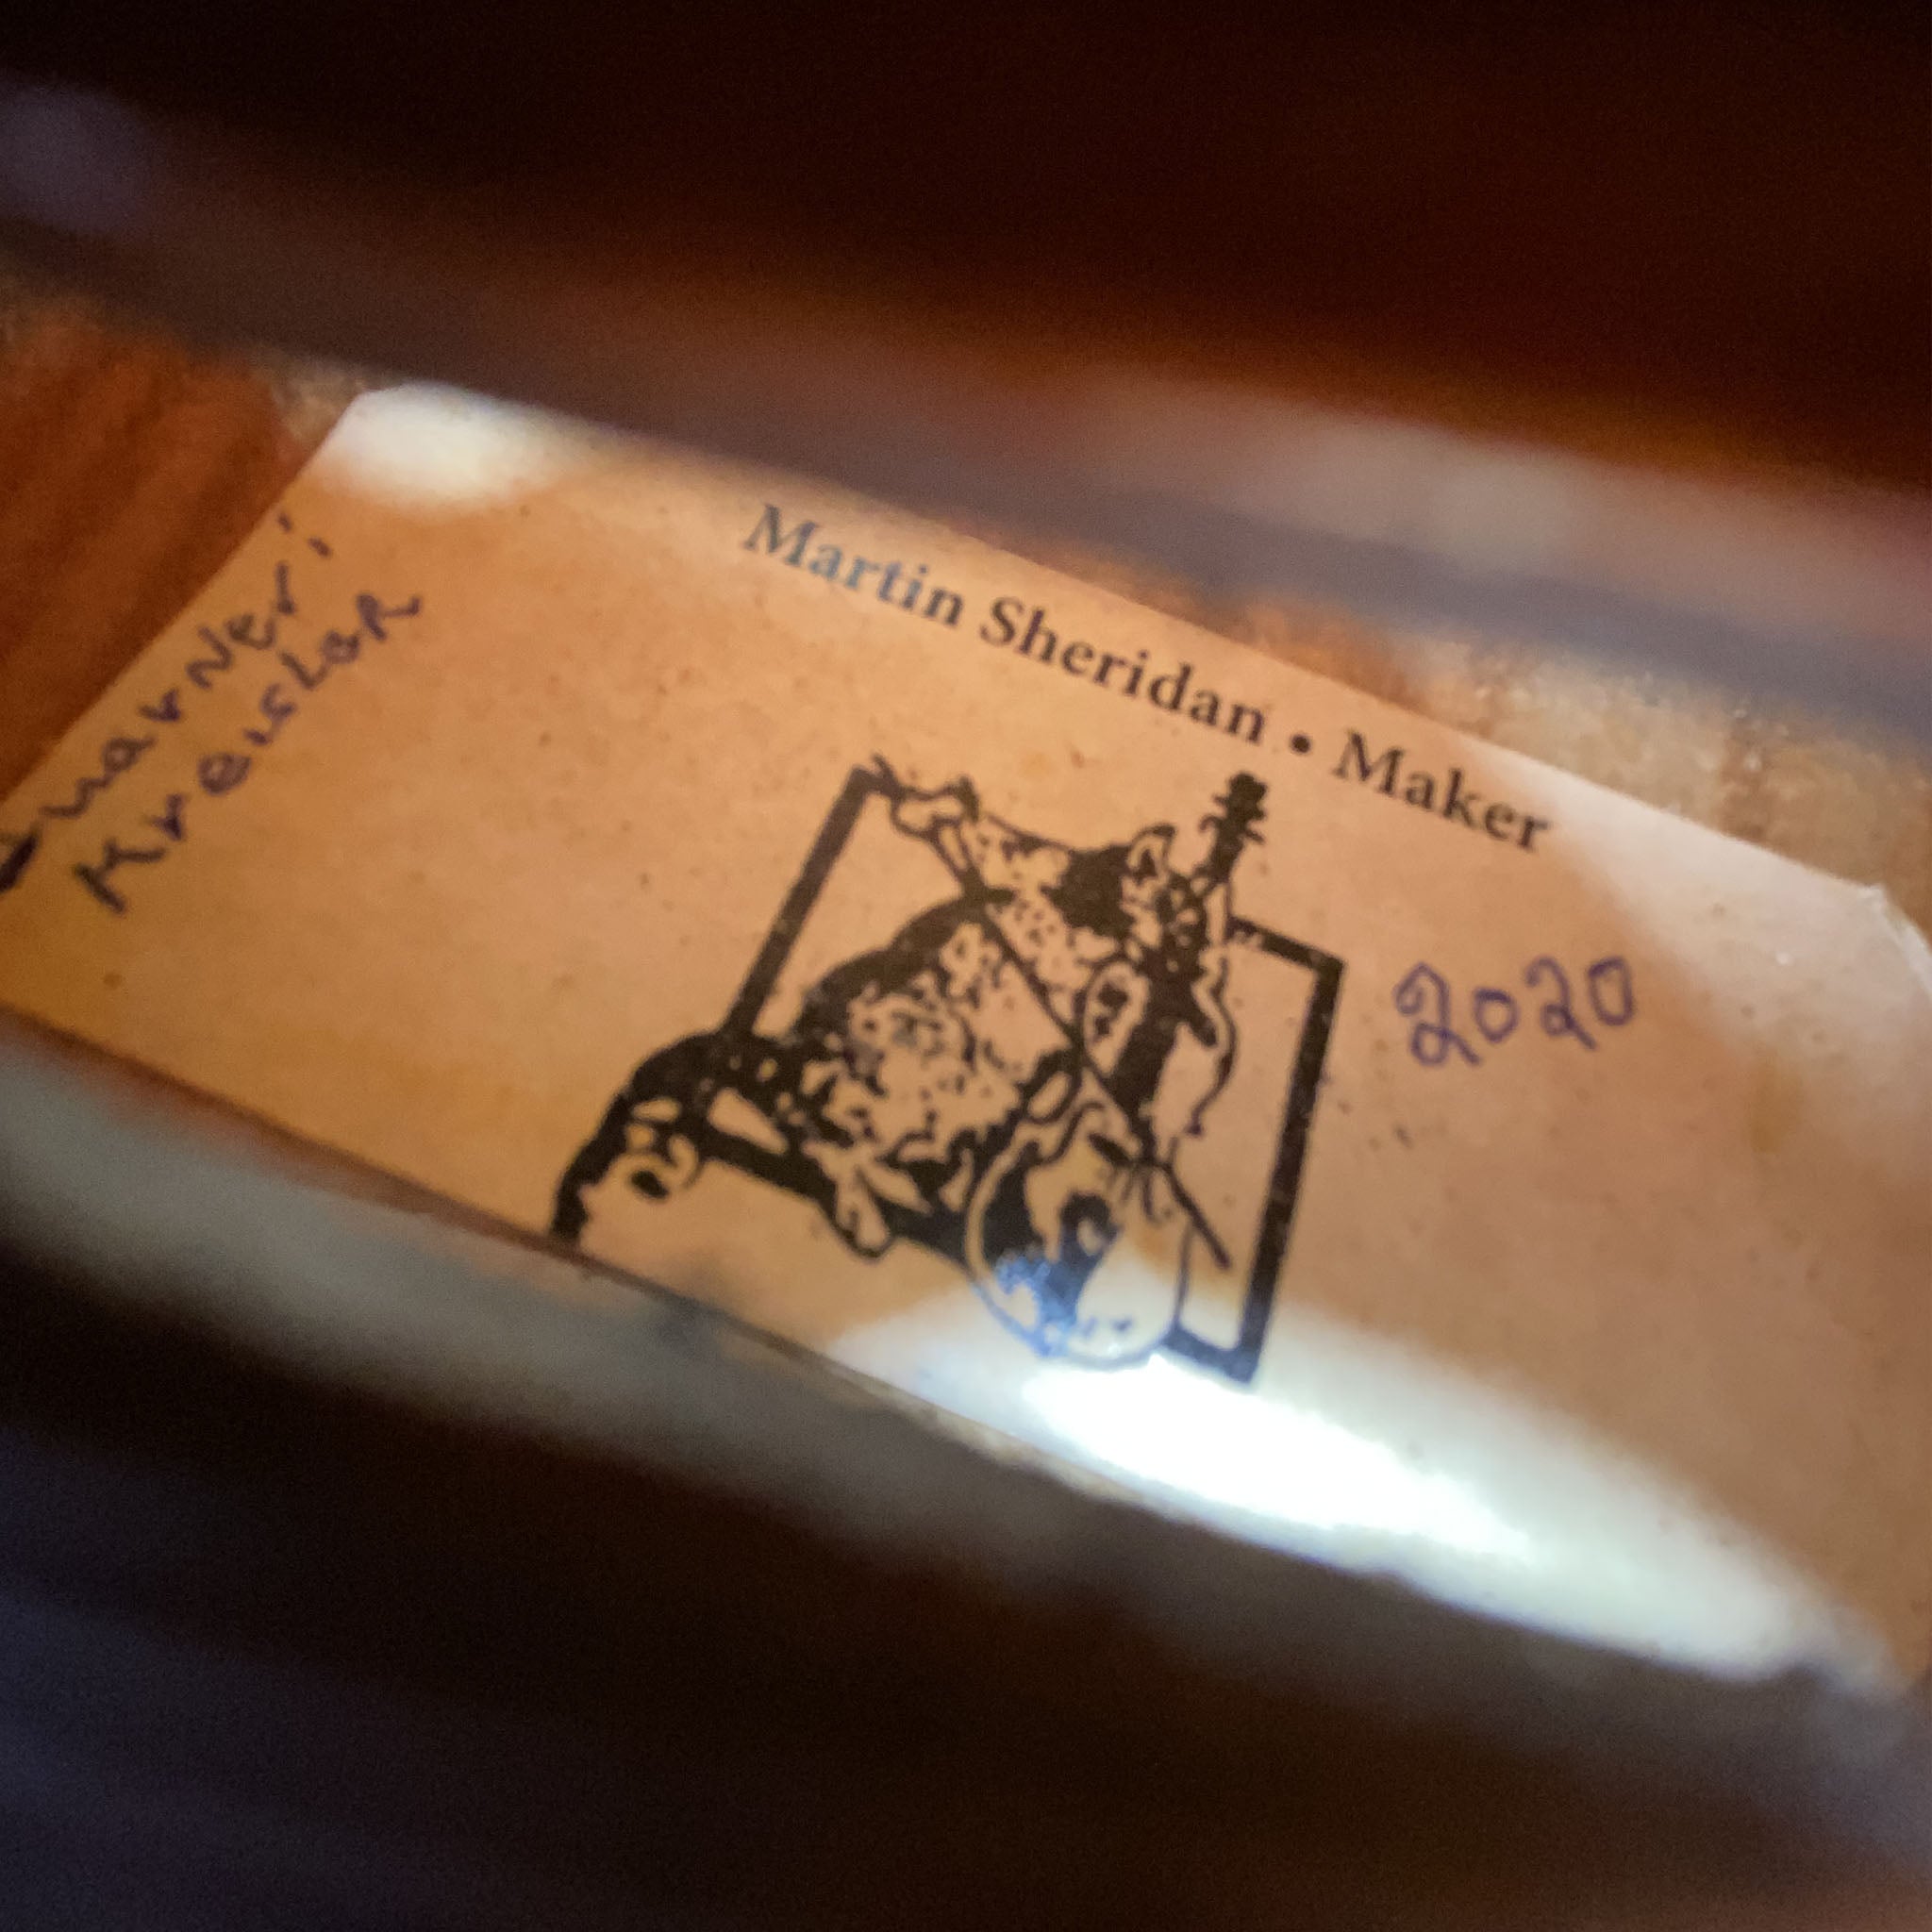 Martin Sheridan • Maker
2020
Guarneri
KreisLeR